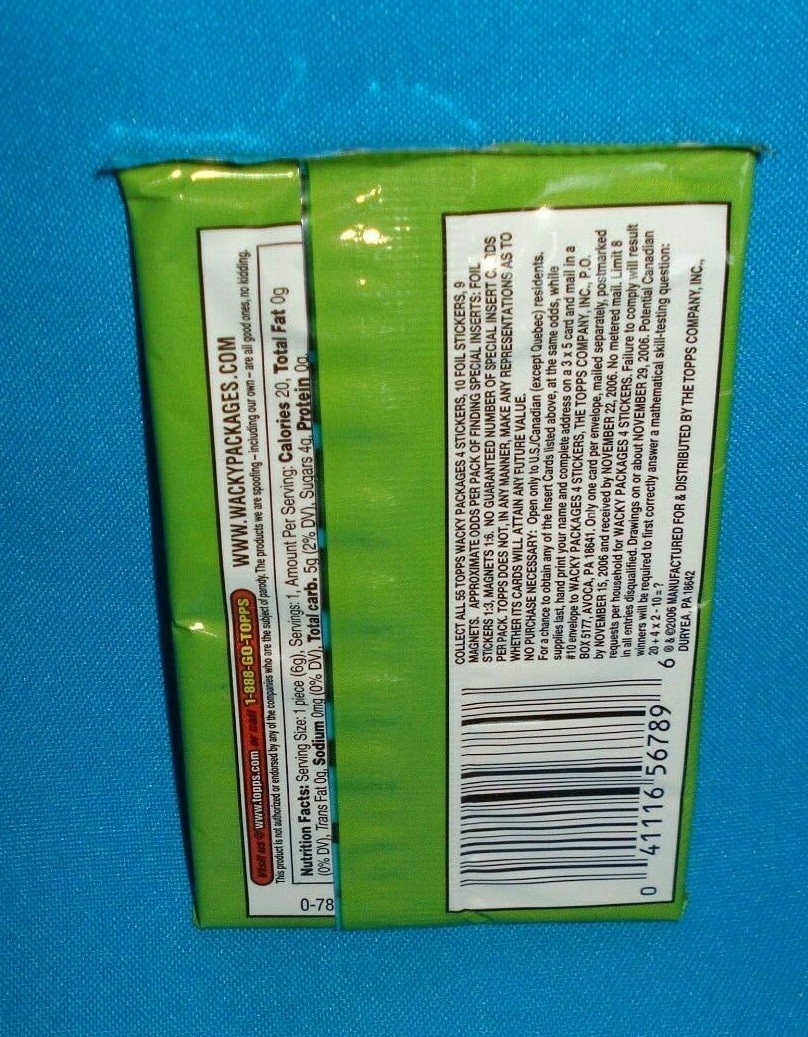 Visit us @ www.topps.com or call 1-888-GO-TOPPS WWW.WACKYPACKAGES.COM
This product is not authorized or endorsed by any of the companies who are the subject of parody. The products we are spoofing – including our own – are all good ones, no kidding.
Nutrition Facts: Serving Size: 1 piece (6g), Servings: 1, Amount Per Serving: Calories 20, Total Fat 0g
(0% DV), Trans Fat 0g, Sodium 0mg (0% DV), Total carb. 5g (2% DV), Sugars 4g, Protein 0g.
0-78
COLLECT ALL 55 TOPPS WACKY PACKAGES 4 STICKERS, 10 FOIL STICKERS, 9
MAGNETS. APPROXIMATE ODDS PER PACK OF FINDING SPECIAL INSERTS: FOIL
STICKERS 1:3, MAGNETS 1:6. NO GUARANTEED NUMBER OF SPECIAL INSERT C DS
PER PACK. TOPPS DOES NOT, IN ANY MANNER, MAKE ANY REPRESENTATIONS AS TO
WHETHER ITS CARDS WILL ATTAIN ANY FUTURE VALUE.
NO PURCHASE NECESSARY: Open only to U.S./Canadian (except Quebec) residents.
For a chance to obtain any of the Insert Cards listed above, at the same odds, while
supplies last, hand print your name and complete address on a 3 x 5 card and mail in a
#10 envelope to WACKY PACKAGES 4 STICKERS, THE TOPPS COMPANY, INC., P.O.
BOX 5177, AVOCA, PA 18641. Only one card per envelope, mailed separately, postmarked
by NOVEMBER 15, 2006 and received by NOVEMBER 22, 2006. No metered mail. Limit 8
requests per household for WACKY PACKAGES 4 STICKERS. Failure to comply will result
in all entries disqualified. Drawings on or about NOVEMBER 29, 2006. Potential Canadian
winners will be required to first correctly answer a mathematical skill-testing question:
20 + 4 x 2 - 10 = ?
® & ©2006 MANUFACTURED FOR & DISTRIBUTED BY THE TOPPS COMPANY, INC.,
DURYEA, PA 18642
0 41116 56789 6